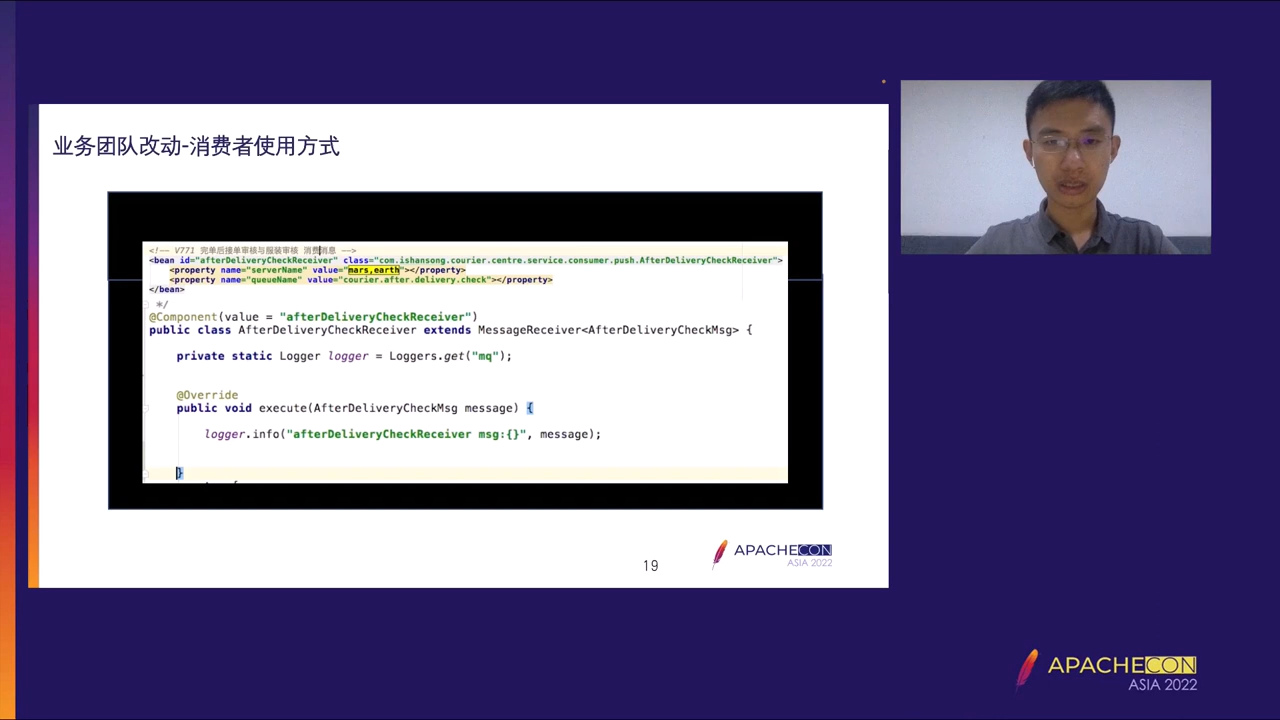 业务团队改动-消费者使用方式
<!-- V771 完单后接单审核与服装审核 消费消息 -->
<bean id="afterDeliveryCheckReceiver" class="com.ishansong.courier.centre.service.consumer.push.AfterDeliveryCheckReceiver">
<property name="serverName" value="mars,earth"></property>
<property name="queueName" value="courier.after.delivery.check"></property>
</bean>
*/
@Component(value = "afterDeliveryCheckReceiver")
public class AfterDeliveryCheckReceiver extends MessageReceiver<AfterDeliveryCheckMsg> {
private static Logger logger = Loggers.get("mq");
@Override
public void execute(AfterDeliveryCheckMsg message) {
logger.info("afterDeliveryCheckReceiver msg:{}", message);
}
APACHECON
ASIA 2022
19
APACHECON
ASIA 2022